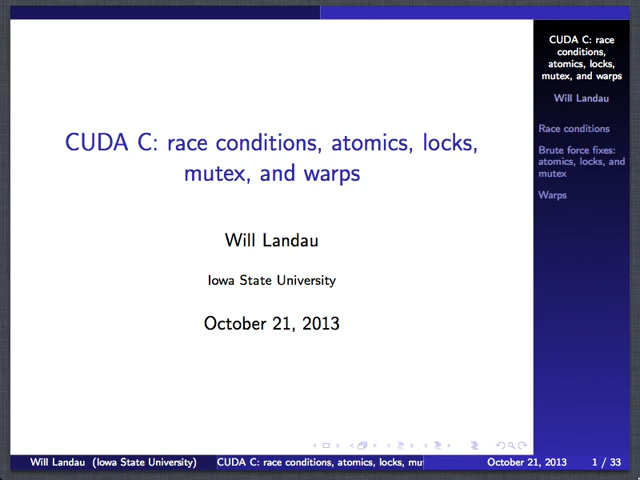 CUDA C: race conditions, atomics, locks,
mutex, and warps
Will Landau
Iowa State University
October 21, 2013
CUDA C: race
conditions,
atomics, locks,
mutex, and warps
Will Landau
Race conditions
Brute force fixes:
atomics, locks, and
mutex
Warps
Will Landau (Iowa State University)
CUDA C: race conditions, atomics, locks, mu
October 21, 2013
1 / 33